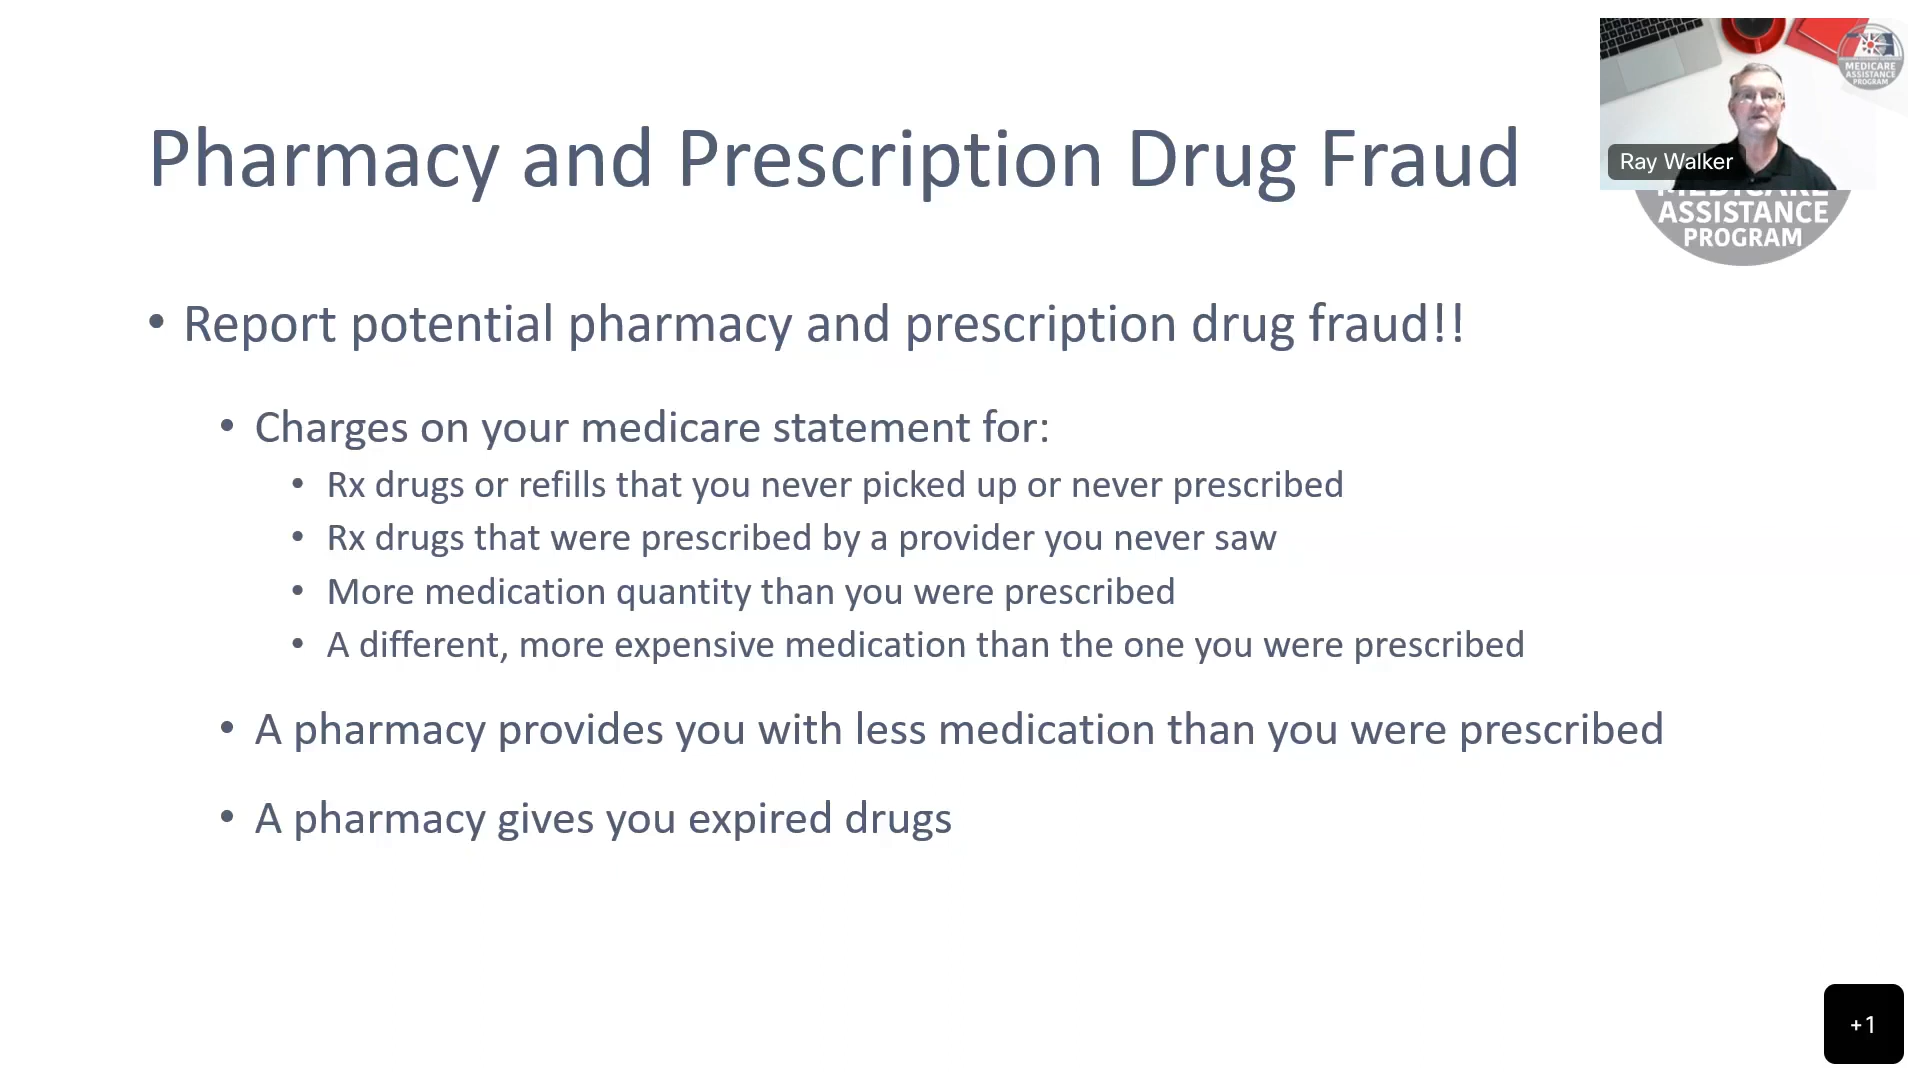 Pharmacy and Prescription Drug Fraud
MEDICARE
ASSISTANCE
PROGRAM
Ray Walker
MEDICARE
ASSISTANCE
PROGRAM
• Report potential pharmacy and prescription drug fraud!!
• Charges on your medicare statement for:
• Rx drugs or refills that you never picked up or never prescribed
• Rx drugs that were prescribed by a provider you never saw
• More medication quantity than you were prescribed
• A different, more expensive medication than the one you were prescribed
• A pharmacy provides you with less medication than you were prescribed
• A pharmacy gives you expired drugs
+1